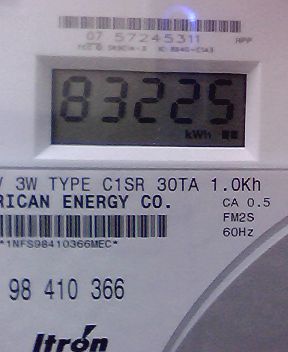 07 57245311
83225
kWh
V 3W TYPE C1SR 30TA 1.0Kh
RICAN ENERGY CO.
CA 0.5
FM2S
60Hz
*1NFS98410366MEC*
98 410 366
Itrón